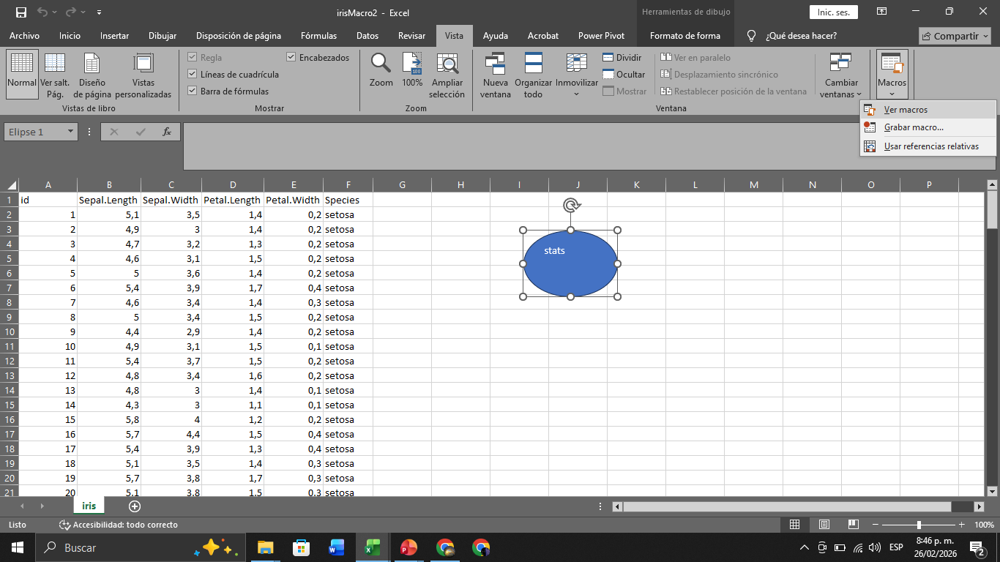 irisMacro2 - Excel
Herramientas de dibujo
Inic. ses.
Archivo Inicio Insertar Dibujar Disposición de página Fórmulas Datos Revisar Vista Ayuda Acrobat Power Pivot Formato de forma ¿Qué desea hacer? Compartir
Normal
Ver salt. Pág.
Diseño de página
Vistas personalizadas
Vistas de libro
Regla
Encabezados
Líneas de cuadrícula
Barra de fórmulas
Mostrar
Zoom
100
100%
Ampliar selección
Zoom
Nueva ventana
Organizar todo
Inmovilizar
Dividir
Ocultar
Mostrar
Ver en paralelo
Desplazamiento sincrónico
Restablecer posición de la ventana
Cambiar ventanas
Ventana
Macros
Ver macros
Grabar macro...
Usar referencias relativas
Elipse 1
fx
A B C D E F G H I J K L M N O P
1 id Sepal.Length Sepal.Width Petal.Length Petal.Width Species
2 1 5,1 3,5 1,4 0,2 setosa
3 2 4,9 3 1,4 0,2 setosa
4 3 4,7 3,2 1,3 0,2 setosa
5 4 4,6 3,1 1,5 0,2 setosa
6 5 5 3,6 1,4 0,2 setosa
7 6 5,4 3,9 1,7 0,4 setosa
8 7 4,6 3,4 1,4 0,3 setosa
9 8 5 3,4 1,5 0,2 setosa
10 9 4,4 2,9 1,4 0,2 setosa
11 10 4,9 3,1 1,5 0,1 setosa
12 11 5,4 3,7 1,5 0,2 setosa
13 12 4,8 3,4 1,6 0,2 setosa
14 13 4,8 3 1,4 0,1 setosa
15 14 4,3 3 1,1 0,1 setosa
16 15 5,8 4 1,2 0,2 setosa
17 16 5,7 4,4 1,5 0,4 setosa
18 17 5,4 3,9 1,3 0,4 setosa
19 18 5,1 3,5 1,4 0,3 setosa
20 19 5,7 3,8 1,7 0,3 setosa
21 20 5,1 3,8 1,5 0,3 setosa
stats
iris
Listo
Accesibilidad: todo correcto
100%
Buscar
ESP
8:46 p. m.
26/02/2026
2